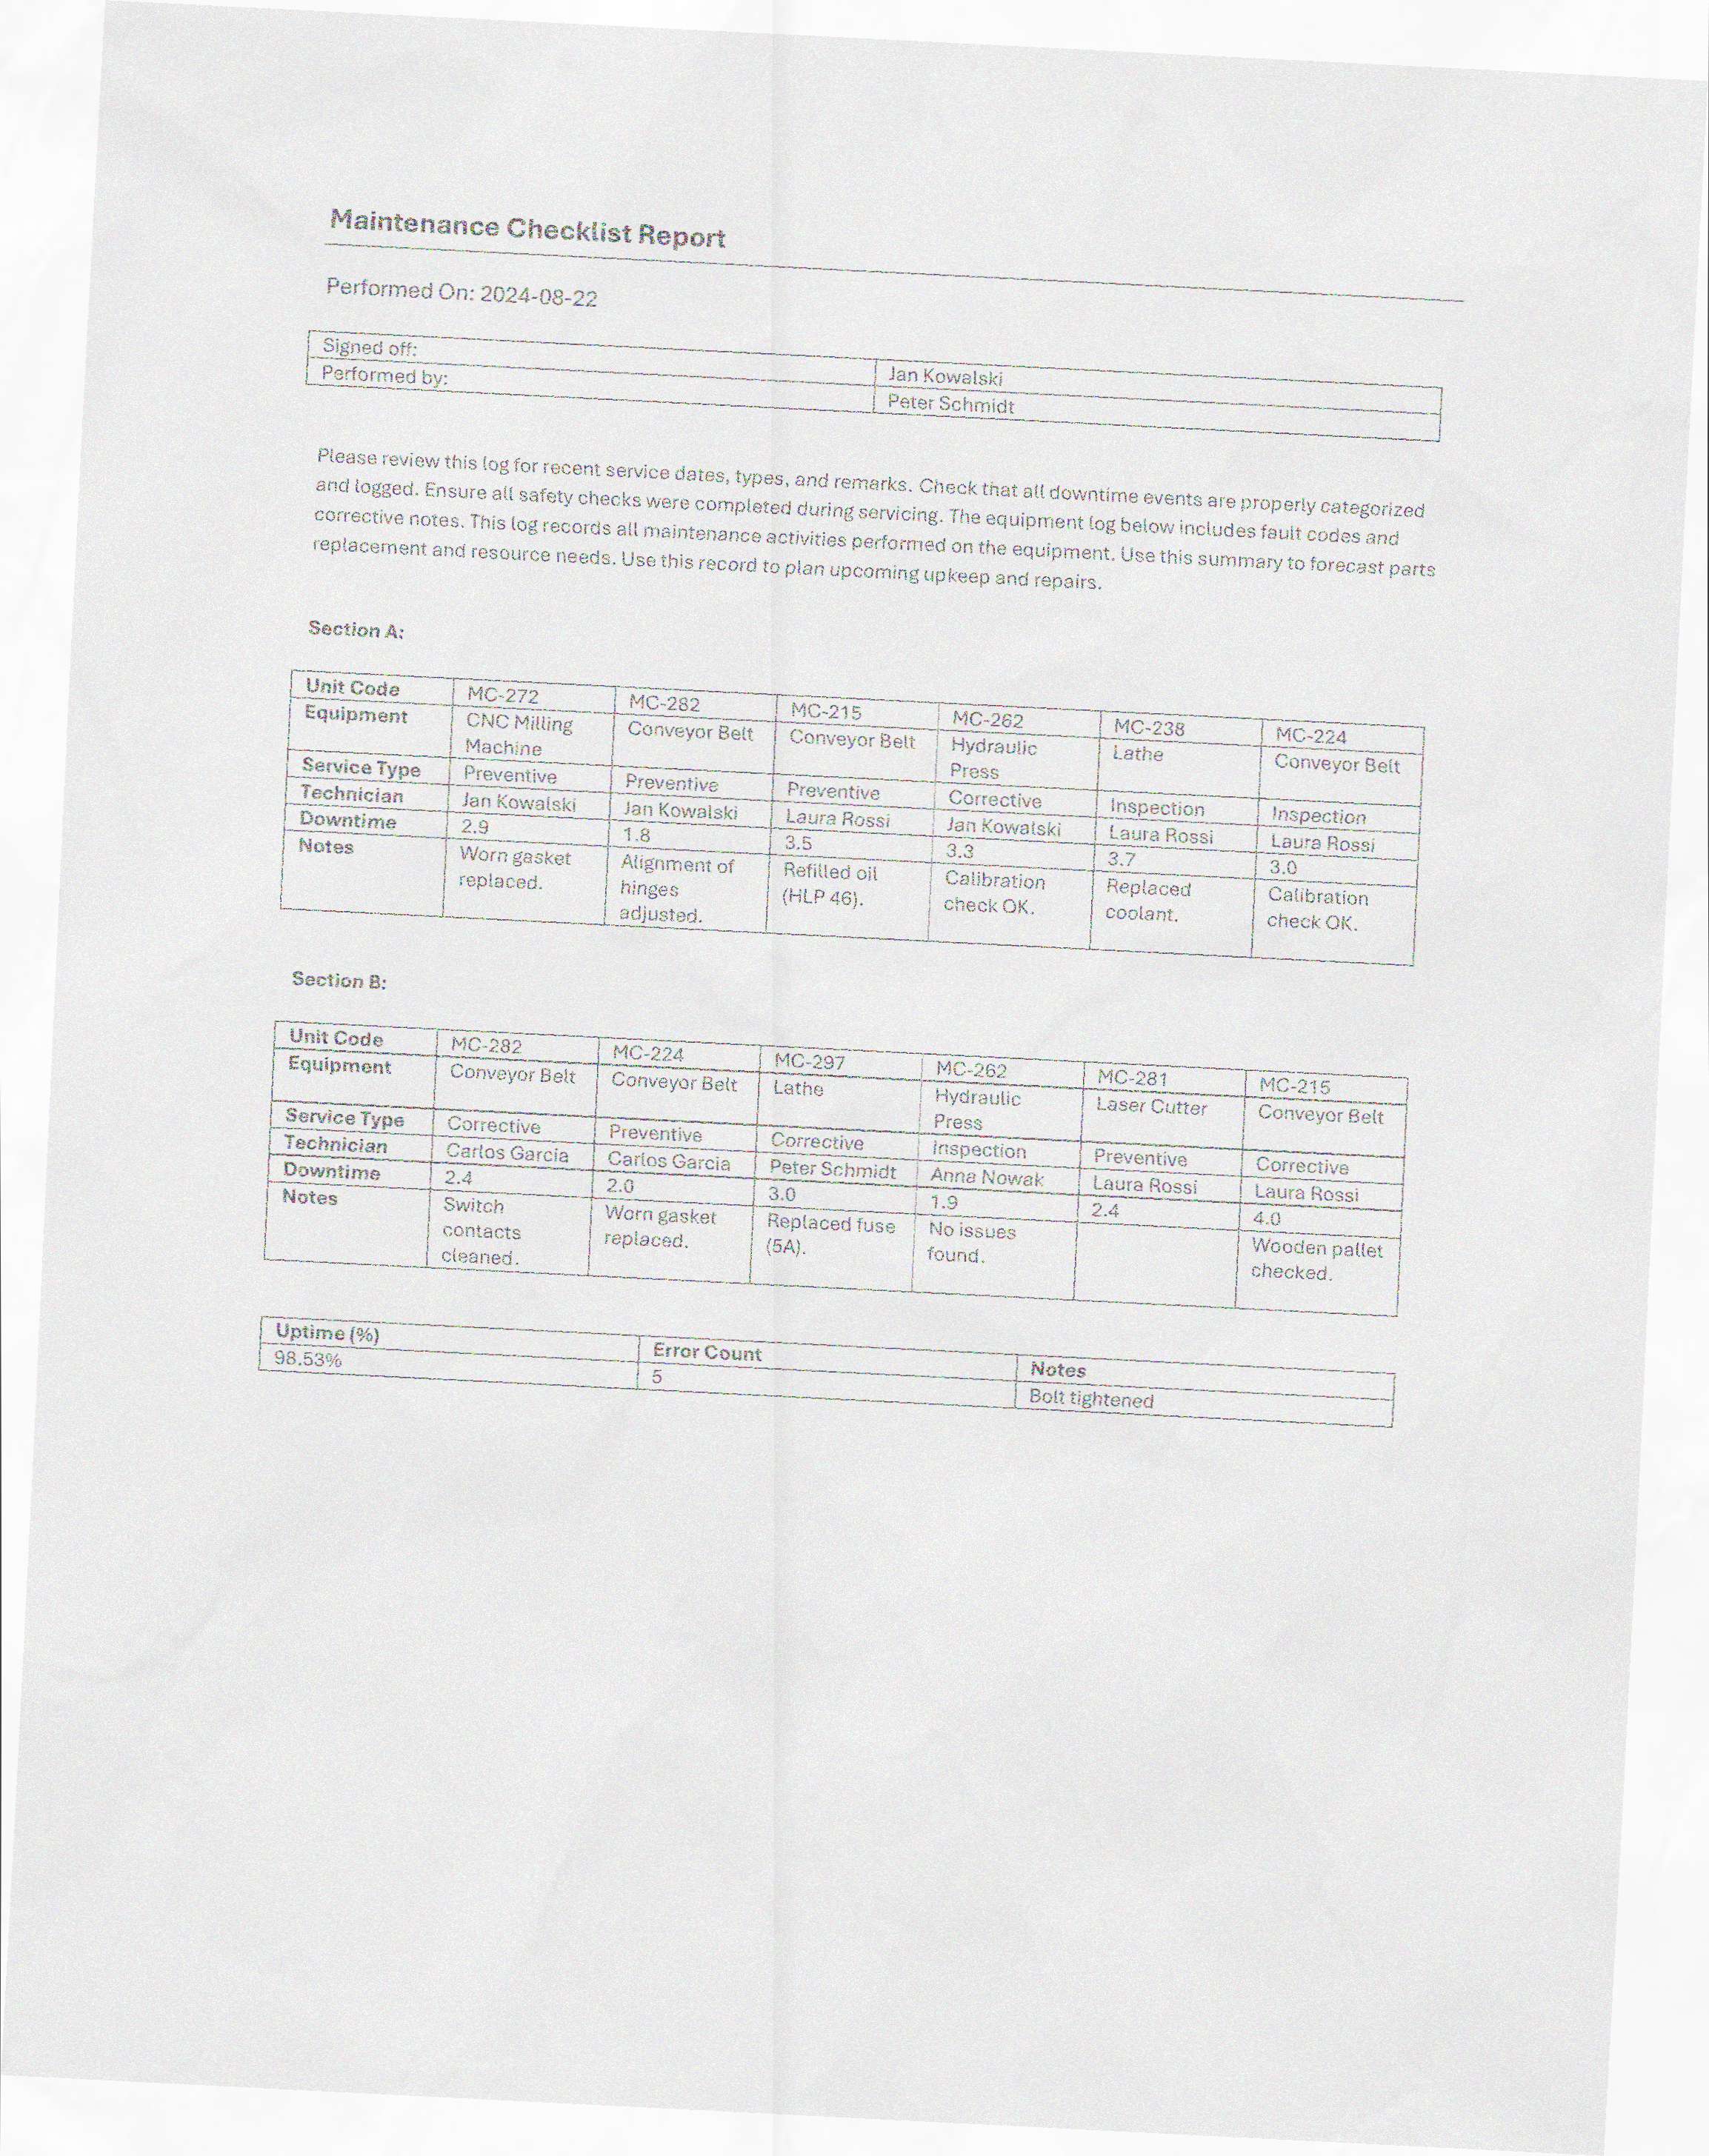 Maintenance Checklist Report
Performed On: 2024-08-22
Signed off: Jan Kowalski
Performed by: Peter Schmidt
Please review this log for recent service dates, types, and remarks. Check that all downtime events are properly categorized
and logged. Ensure all safety checks were completed during servicing. The equipment log below includes fault codes and
corrective notes. This log records all maintenance activities performed on the equipment. Use this summary to forecast parts
replacement and resource needs. Use this record to plan upcoming upkeep and repairs.
Section A:
Unit Code MC-272 MC-282 MC-215 MC-262 MC-238 MC-224
Equipment CNC Milling Conveyor Belt Conveyor Belt Hydraulic Lathe Conveyor Belt
Machine Press
Service Type Preventive Preventive Preventive Corrective Inspection Inspection
Technician Jan Kowalski Jan Kowalski Laura Rossi Jan Kowalski Laura Rossi Laura Rossi
Downtime 2.9 1.8 3.5 3.3 3.7 3.0
Notes Worn gasket Alignment of Refilled oil Calibration Replaced Calibration
replaced. hinges (HLP 46). check OK. coolant. check OK.
adjusted.
Section B:
Unit Code MC-282 MC-224 MC-297 MC-262 MC-281 MC-215
Equipment Conveyor Belt Conveyor Belt Lathe Hydraulic Laser Cutter Conveyor Belt
Press
Service Type Corrective Preventive Corrective Inspection Preventive Corrective
Technician Carlos Garcia Carlos Garcia Peter Schmidt Anna Nowak Laura Rossi Laura Rossi
Downtime 2.4 2.0 3.0 1.9 2.4 4.0
Notes Switch Worn gasket Replaced fuse No issues Wooden pallet
contacts replaced. (5A). found. checked.
cleaned.
Uptime (%) Error Count Notes
98.53% 5 Bolt tightened